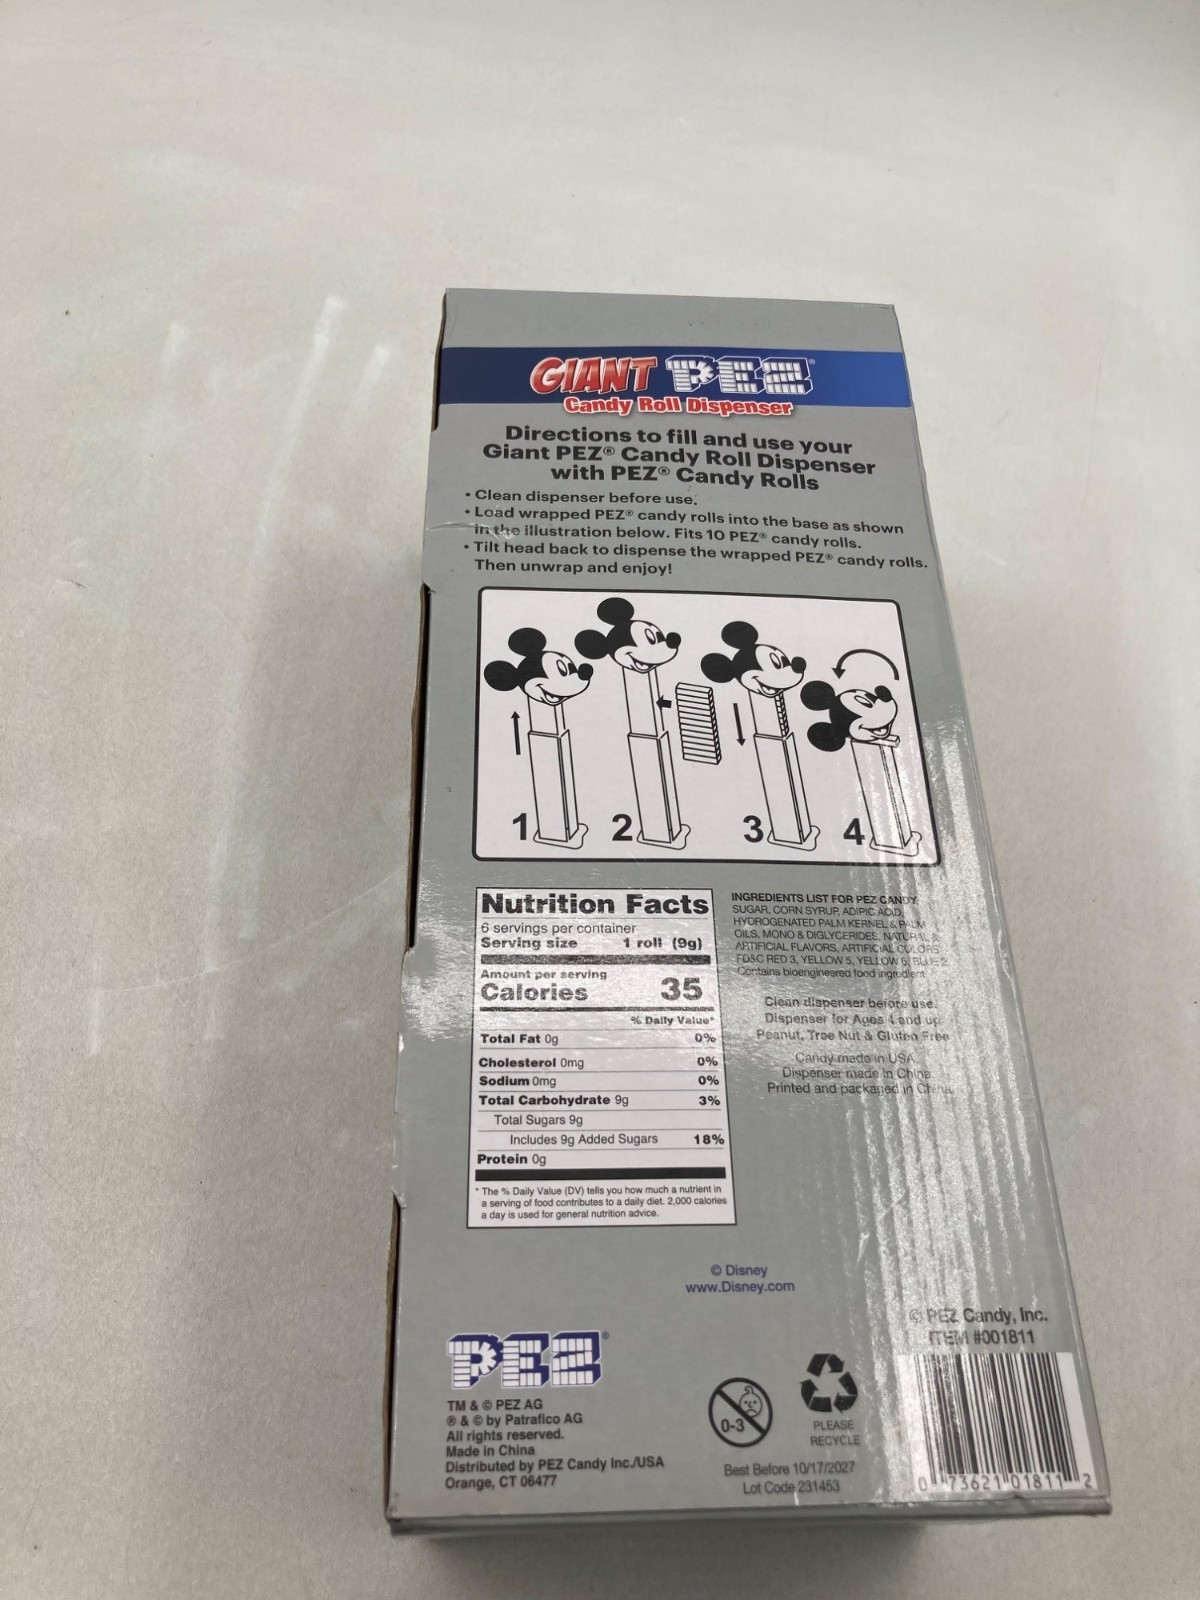 GIANT PEZ®
Candy Roll Dispenser
Directions to fill and use your
Giant PEZ® Candy Roll Dispenser
with PEZ® Candy Rolls
• Clean dispenser before use.
• Load wrapped PEZ® candy rolls into the base as shown
in the illustration below. Fits 10 PEZ® candy rolls.
• Tilt head back to dispense the wrapped PEZ® candy rolls.
Then unwrap and enjoy!
1 2 3 4
Nutrition Facts
6 servings per container
Serving size 1 roll (9g)
Amount per serving
Calories 35
% Daily Value*
Total Fat 0g 0%
Cholesterol 0mg 0%
Sodium 0mg 0%
Total Carbohydrate 9g 3%
Total Sugars 9g
Includes 9g Added Sugars 18%
Protein 0g
* The % Daily Value (DV) tells you how much a nutrient in
a serving of food contributes to a daily diet. 2,000 calories
a day is used for general nutrition advice.
INGREDIENTS LIST FOR PEZ CANDY
SUGAR, CORN SYRUP, ADIPIC ACID,
HYDROGENATED PALM KERNEL & PALM
OILS, MONO & DIGLYCERIDES, NATURAL &
ARTIFICIAL FLAVORS, ARTIFICIAL COLORS
FD&C RED 3, YELLOW 5, YELLOW 6, BLUE 2
Contains bioengineered food ingredient
Clean dispenser before use.
Dispenser for Ages 4 and up
Peanut, Tree Nut & Gluten Free
Candy made in USA
Dispenser made in China
Printed and packaged in China
© Disney
www.Disney.com
© PEZ Candy, Inc.
ITEM #001811
PEZ®
TM & © PEZ AG
® & © by Patrafico AG
All rights reserved.
Made in China
Distributed by PEZ Candy Inc./USA
Orange, CT 06477
0-3
PLEASE
RECYCLE
Best Before 10/17/2027
Lot Code 231453
0 73621 01811 2